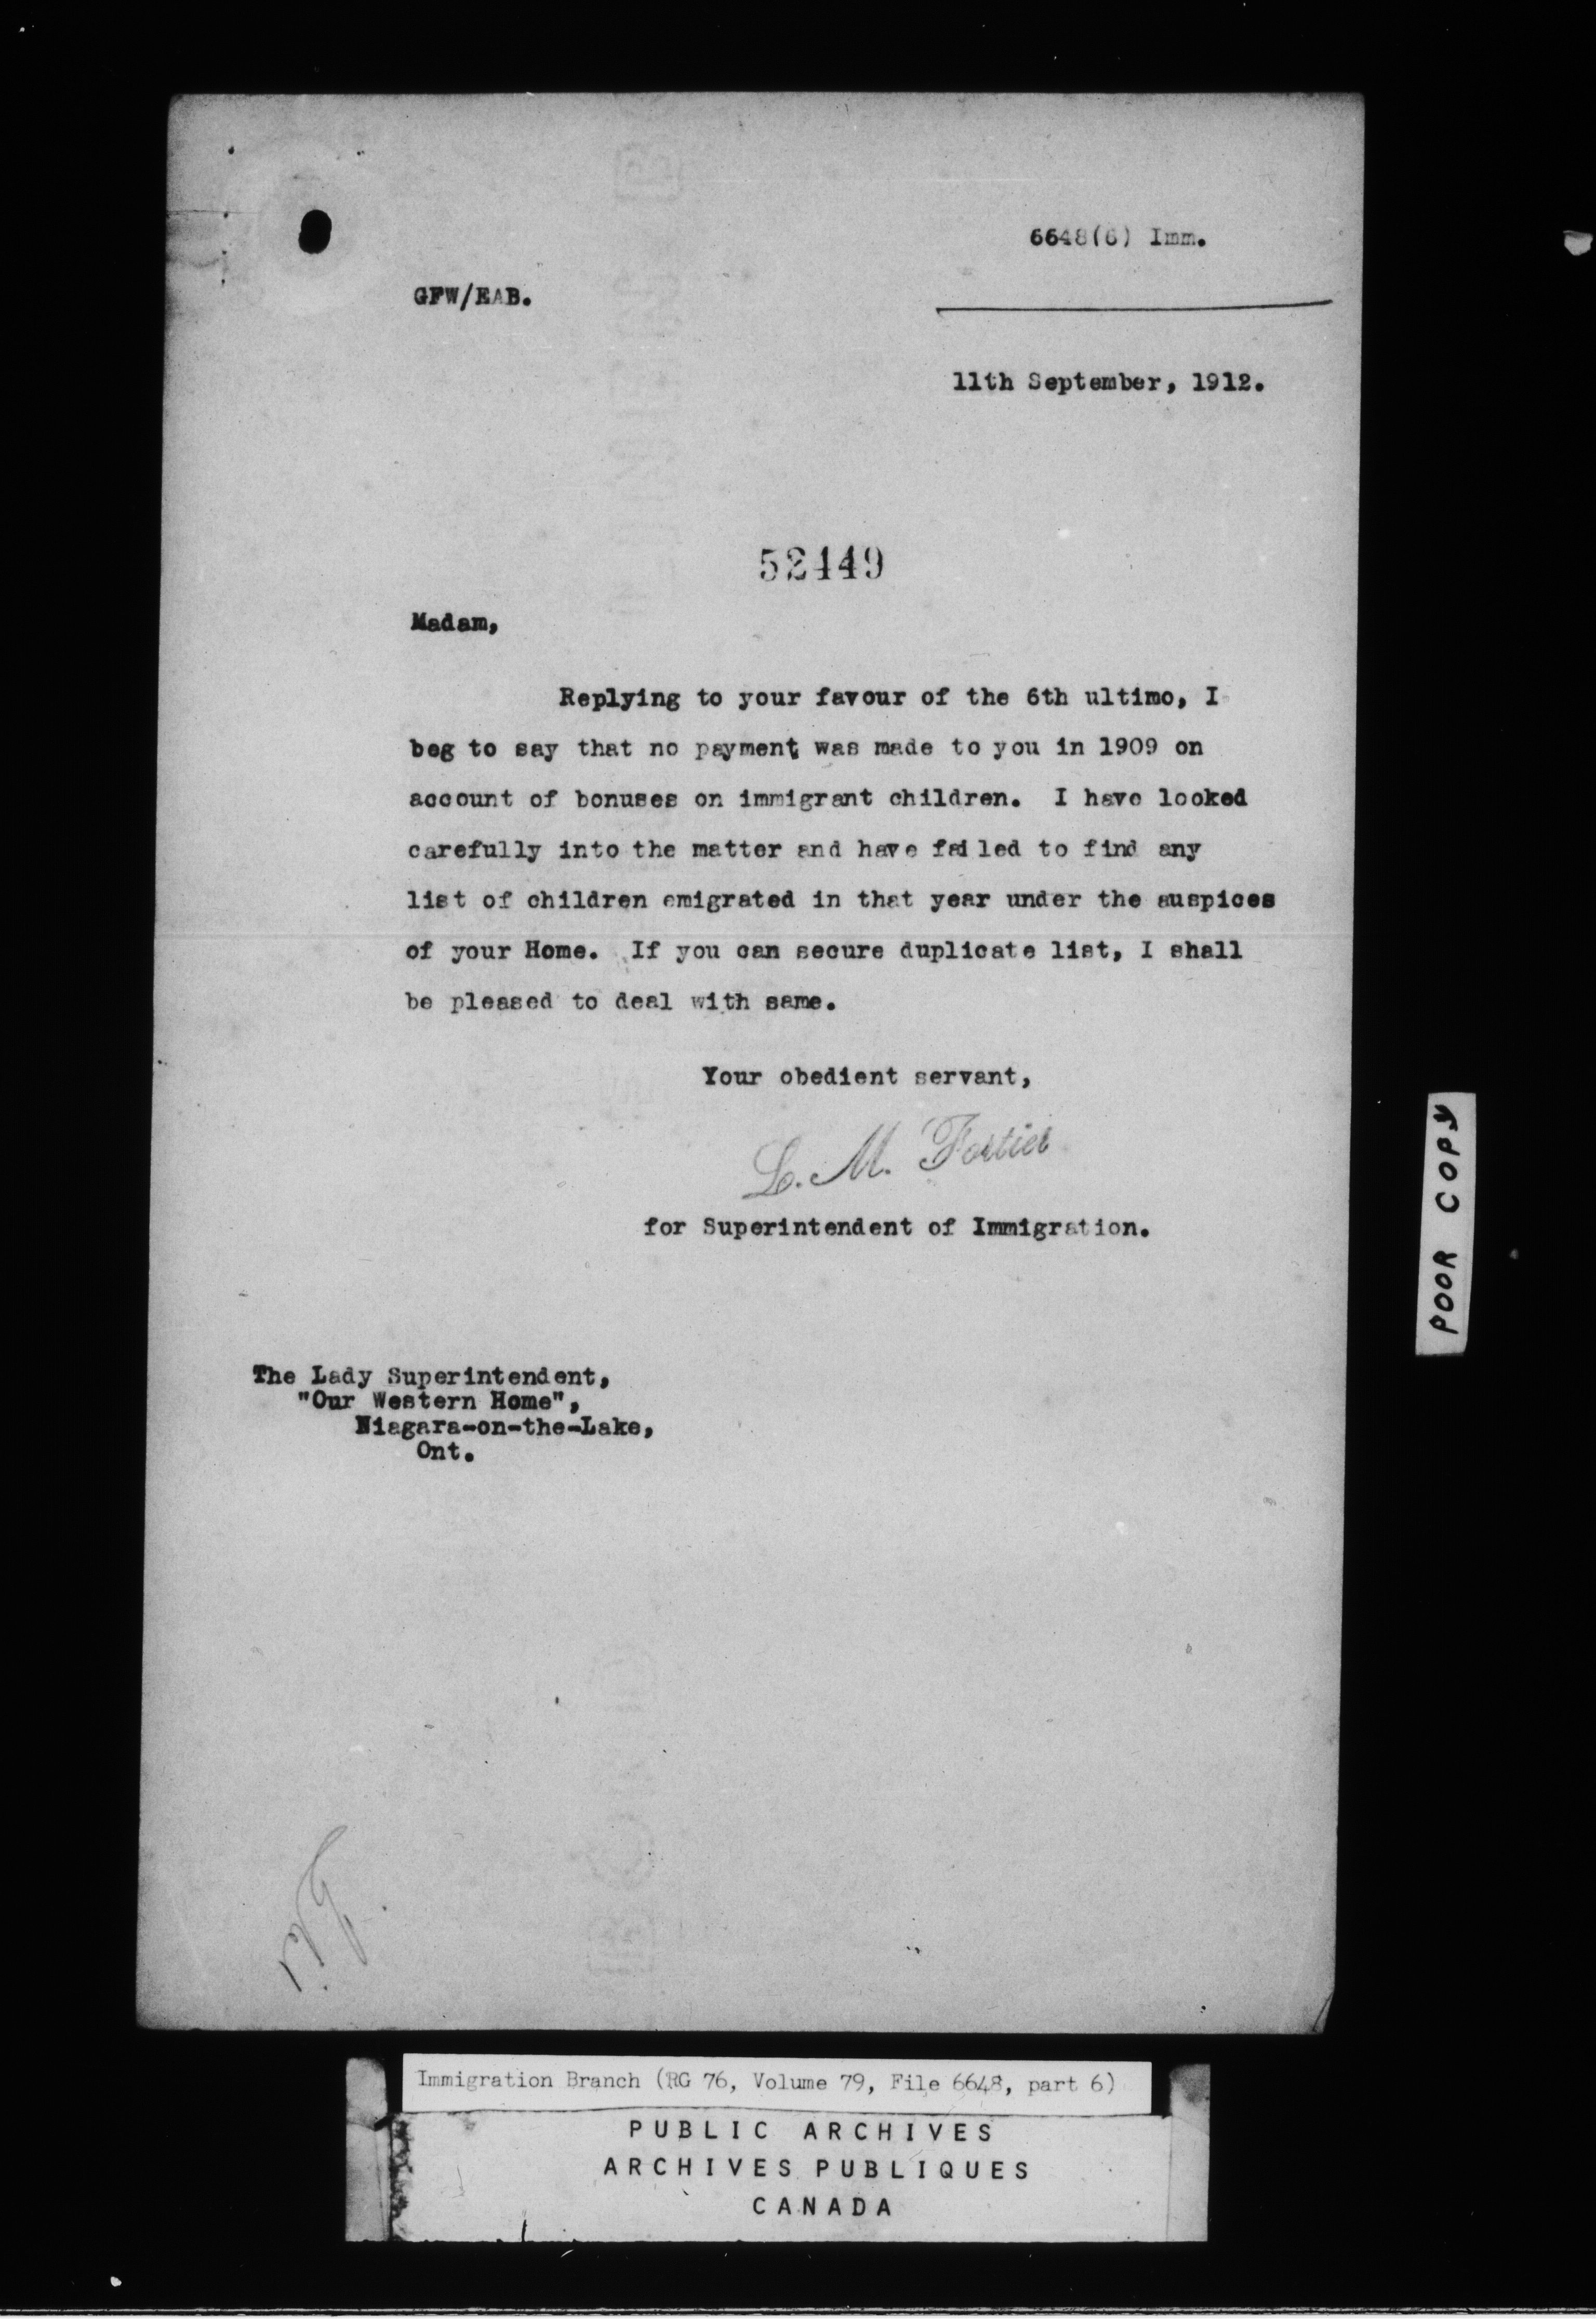 6648(6) Imm.
GFW/EAB.
11th September, 1912.
52449
Madam,
Replying to your favour of the 6th ultimo, I
beg to say that no payment was made to you in 1909 on
account of bonuses on immigrant children. I have looked
carefully into the matter and have failed to find any
list of children emigrated in that year under the auspices
of your Home. If you can secure duplicate list, I shall
be pleased to deal with same.
Your obedient servant,
L. M. Fortier
for Superintendent of Immigration.
The Lady Superintendent,
"Our Western Home",
Niagara-on-the-Lake,
Ont.
POOR COPY
Immigration Branch (RG 76, Volume 79, File 6648, part 6)
PUBLIC ARCHIVES
ARCHIVES PUBLIQUES
CANADA